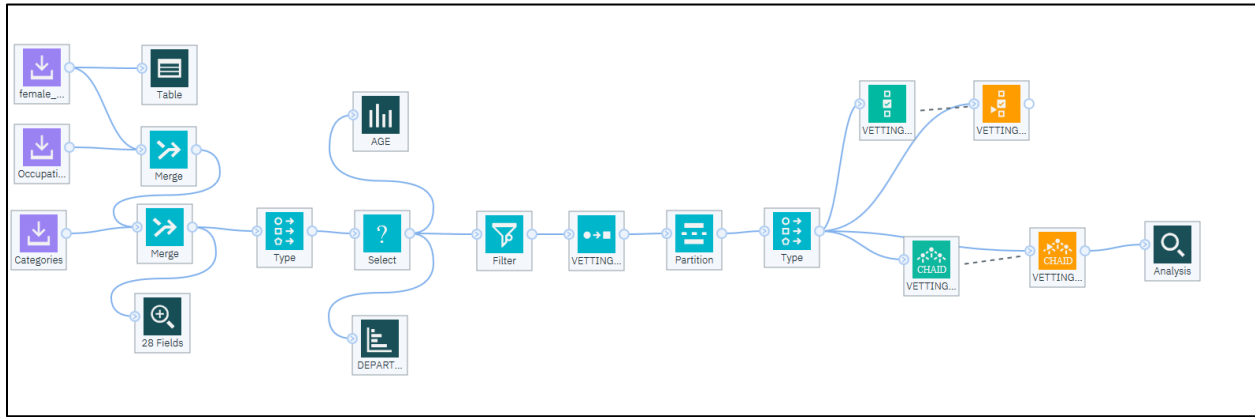 female_...
Table
Occupati...
Merge
Categories
Merge
28 Fields
Type
AGE
?
Select
DEPART...
Filter
VETTING...
Partition
Type
VETTING...
VETTING...
CHAID
VETTING...
CHAID
VETTING...
Analysis